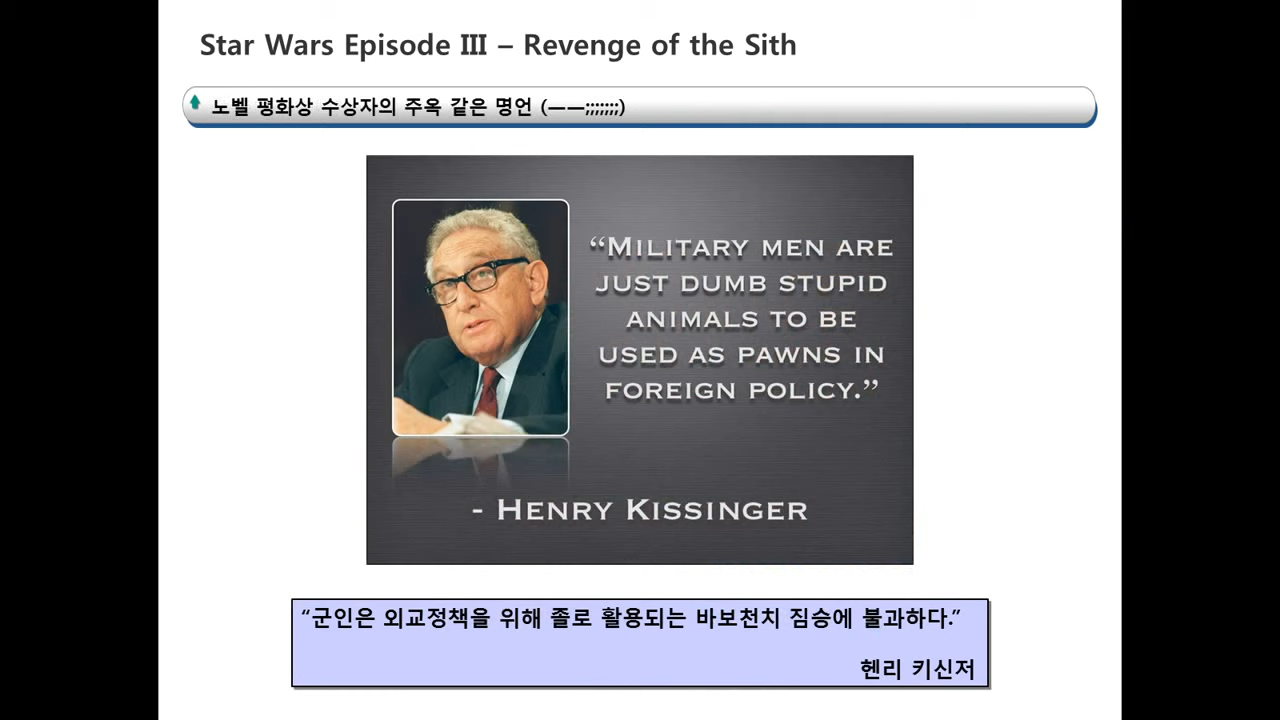 Star Wars Episode III – Revenge of the Sith
노벨 평화상 수상자의 주옥 같은 명언 (ㅡㅡ;;;;;;;)
“MILITARY MEN ARE
JUST DUMB STUPID
ANIMALS TO BE
USED AS PAWNS IN
FOREIGN POLICY.”
- HENRY KISSINGER
“군인은 외교정책을 위해 졸로 활용되는 바보천치 짐승에 불과하다.”
헨리 키신저